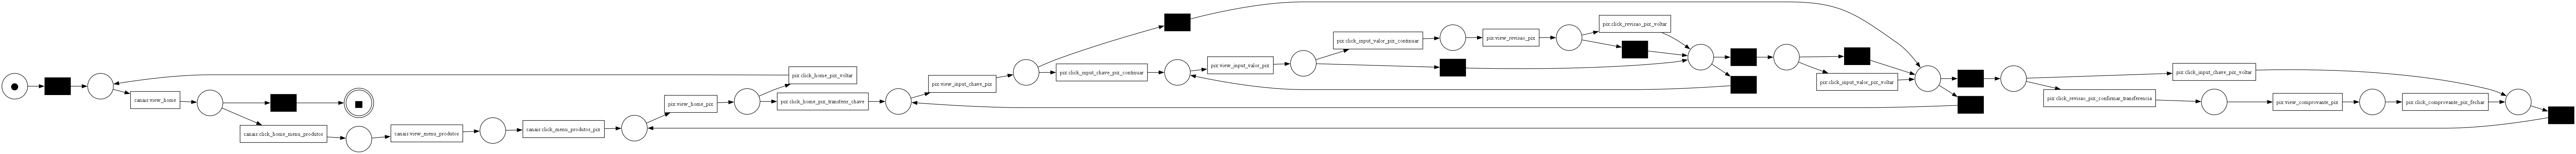 canais:view_home
canais:click_home_menu_produtos
canais:view_menu_produtos
canais:click_menu_produtos_pix
pix:view_home_pix
pix:click_home_pix_voltar
pix:click_home_pix_transferir_chave
pix:view_input_chave_pix
pix:click_input_chave_pix_continuar
pix:view_input_valor_pix
pix:click_input_valor_pix_continuar
pix:view_revisao_pix
pix:click_revisao_pix_voltar
pix:click_input_valor_pix_voltar
pix:click_input_chave_pix_voltar
pix:click_revisao_pix_confirmar_transferencia
pix:view_comprovante_pix
pix:click_comprovante_pix_fechar